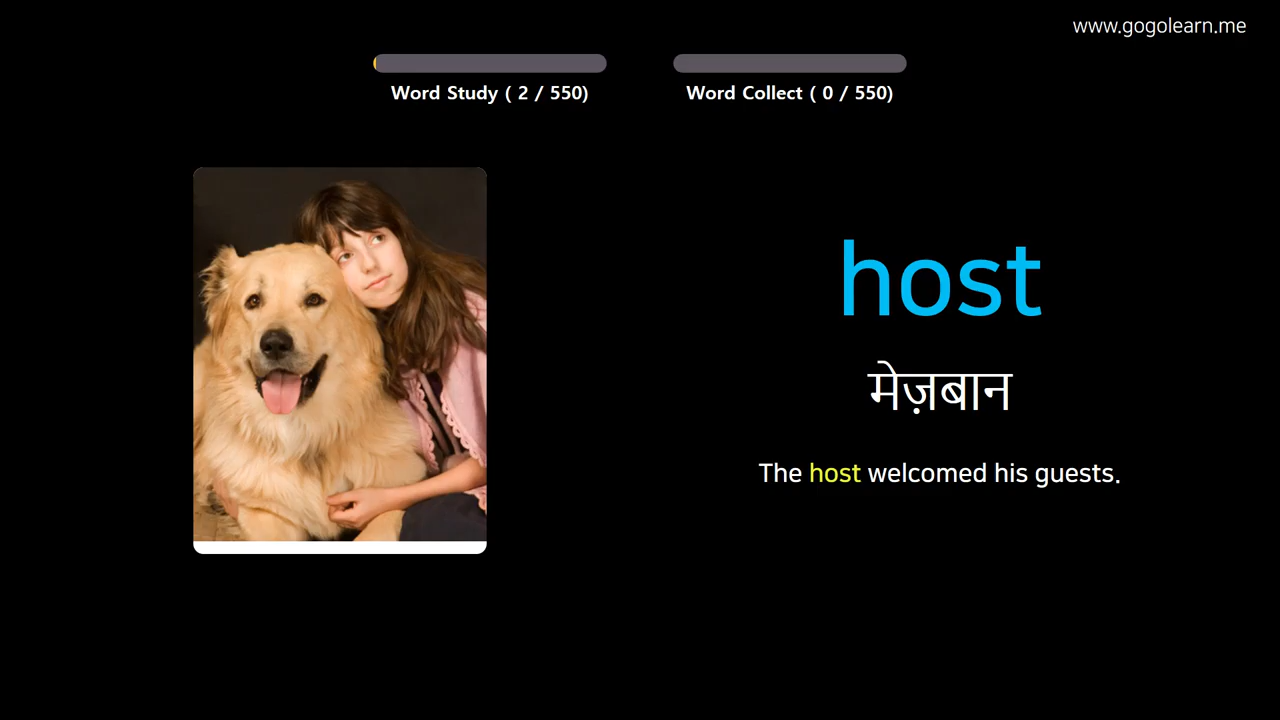 www.gogolearn.me
Word Study ( 2 / 550)
Word Collect ( 0 / 550)
host
मेज़बान
The host welcomed his guests.